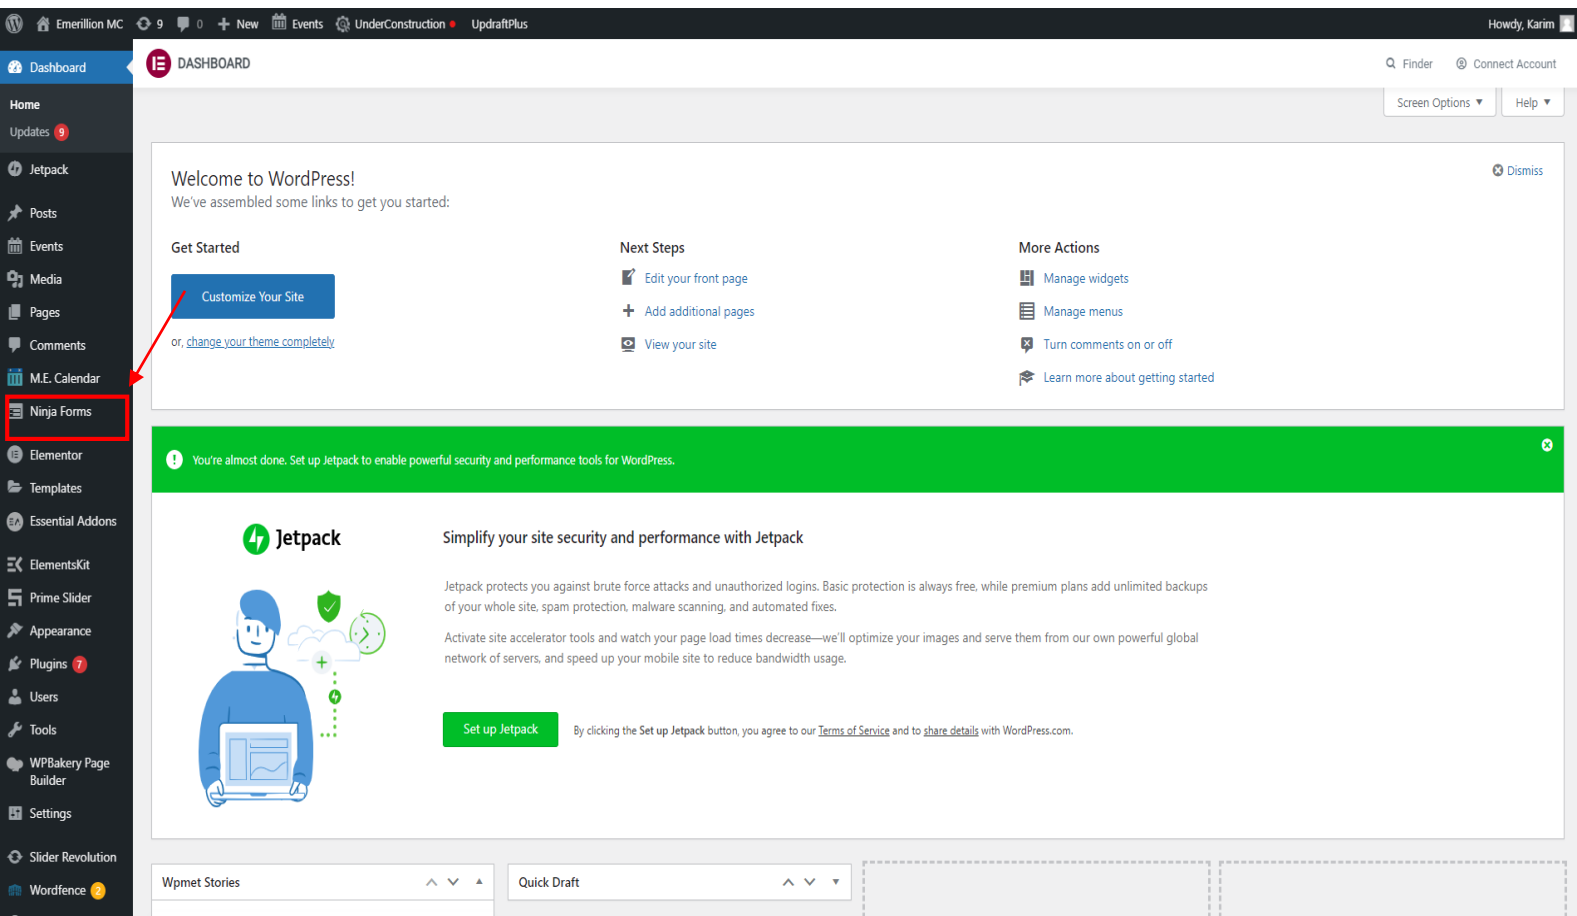 Emerillion MC 9 0 New Events UnderConstruction UpdraftPlus Howdy, Karim
Dashboard
Home
Updates 9
Jetpack
Posts
Events
Media
Pages
Comments
M.E. Calendar
Ninja Forms
Elementor
Templates
Essential Addons
ElementsKit
Prime Slider
Appearance
Plugins 7
Users
Tools
WPBakery Page
Builder
Settings
Slider Revolution
Wordfence 2
DASHBOARD
Finder Connect Account
Screen Options Help
Welcome to WordPress!
Dismiss
We've assembled some links to get you started:
Get Started
Customize Your Site
or, change your theme completely
Next Steps
Edit your front page
Add additional pages
View your site
More Actions
Manage widgets
Manage menus
Turn comments on or off
Learn more about getting started
You're almost done. Set up Jetpack to enable powerful security and performance tools for WordPress.
Jetpack
Simplify your site security and performance with Jetpack
Jetpack protects you against brute force attacks and unauthorized logins. Basic protection is always free, while premium plans add unlimited backups
of your whole site, spam protection, malware scanning, and automated fixes.
Activate site accelerator tools and watch your page load times decrease—we'll optimize your images and serve them from our own powerful global
network of servers, and speed up your mobile site to reduce bandwidth usage.
Set up Jetpack
By clicking the Set up Jetpack button, you agree to our Terms of Service and to share details with WordPress.com.
Wpmet Stories
Quick Draft